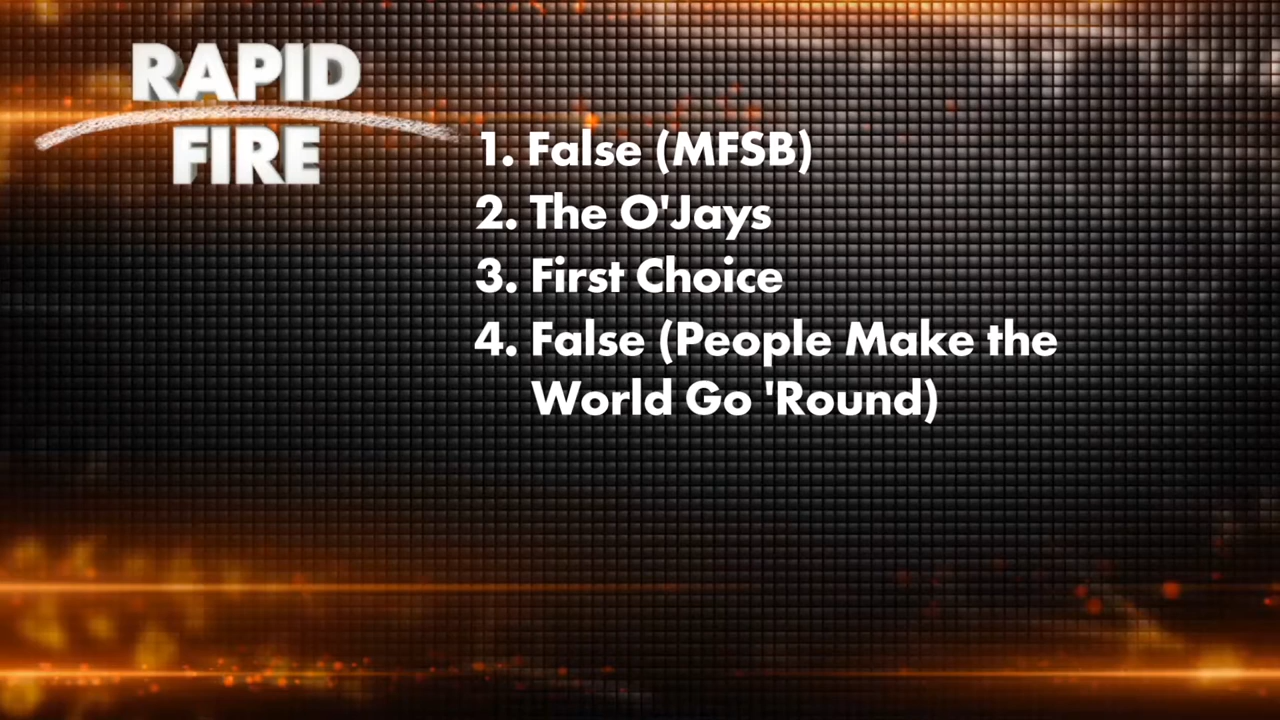 RAPID
FIRE
1. False (MFSB)
2. The O'Jays
3. First Choice
4. False (People Make the
World Go 'Round)